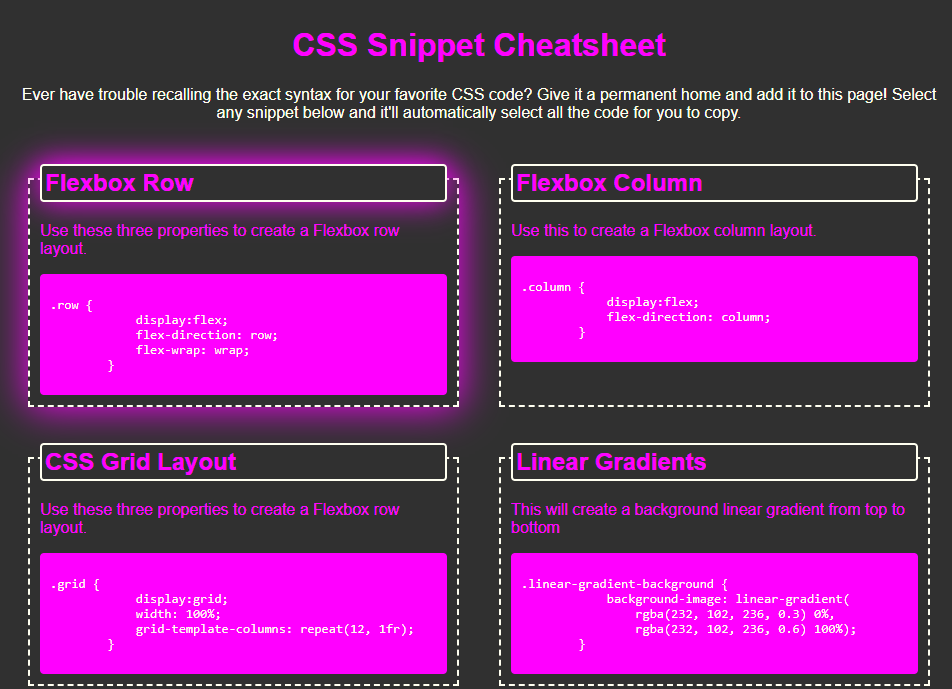 CSS Snippet Cheatsheet
Ever have trouble recalling the exact syntax for your favorite CSS code? Give it a permanent home and add it to this page! Select
any snippet below and it'll automatically select all the code for you to copy.
Flexbox Row
Use these three properties to create a Flexbox row
layout.
.row {
display:flex;
flex-direction: row;
flex-wrap: wrap;
}
Flexbox Column
Use this to create a Flexbox column layout.
.column {
display:flex;
flex-direction: column;
}
CSS Grid Layout
Use these three properties to create a Flexbox row
layout.
.grid {
display:grid;
width: 100%;
grid-template-columns: repeat(12, 1fr);
}
Linear Gradients
This will create a background linear gradient from top to
bottom
.linear-gradient-background {
background-image: linear-gradient(
rgba(232, 102, 236, 0.3) 0%,
rgba(232, 102, 236, 0.6) 100%);
}